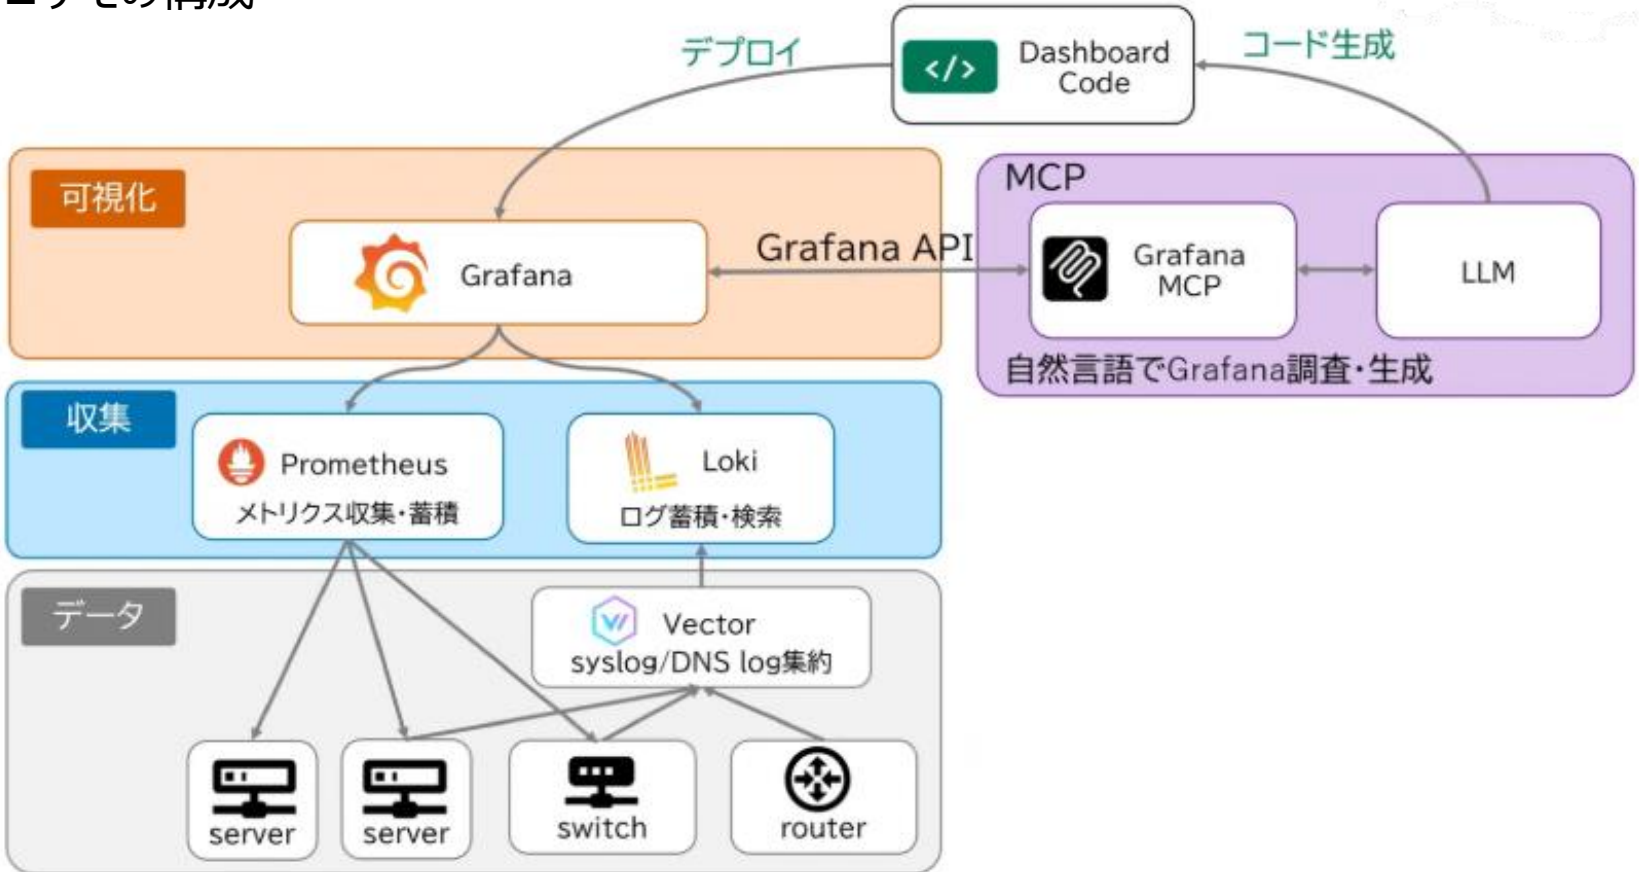 の構成
デプロイ
</>
Dashboard
Code
コード生成
可視化
Grafana
Grafana API
MCP
Grafana
MCP
LLM
自然言語でGrafana調査・生成
収集
Prometheus
メトリクス収集・蓄積
Loki
ログ蓄積・検索
データ
Vector
syslog/DNS log集約
server
server
switch
router